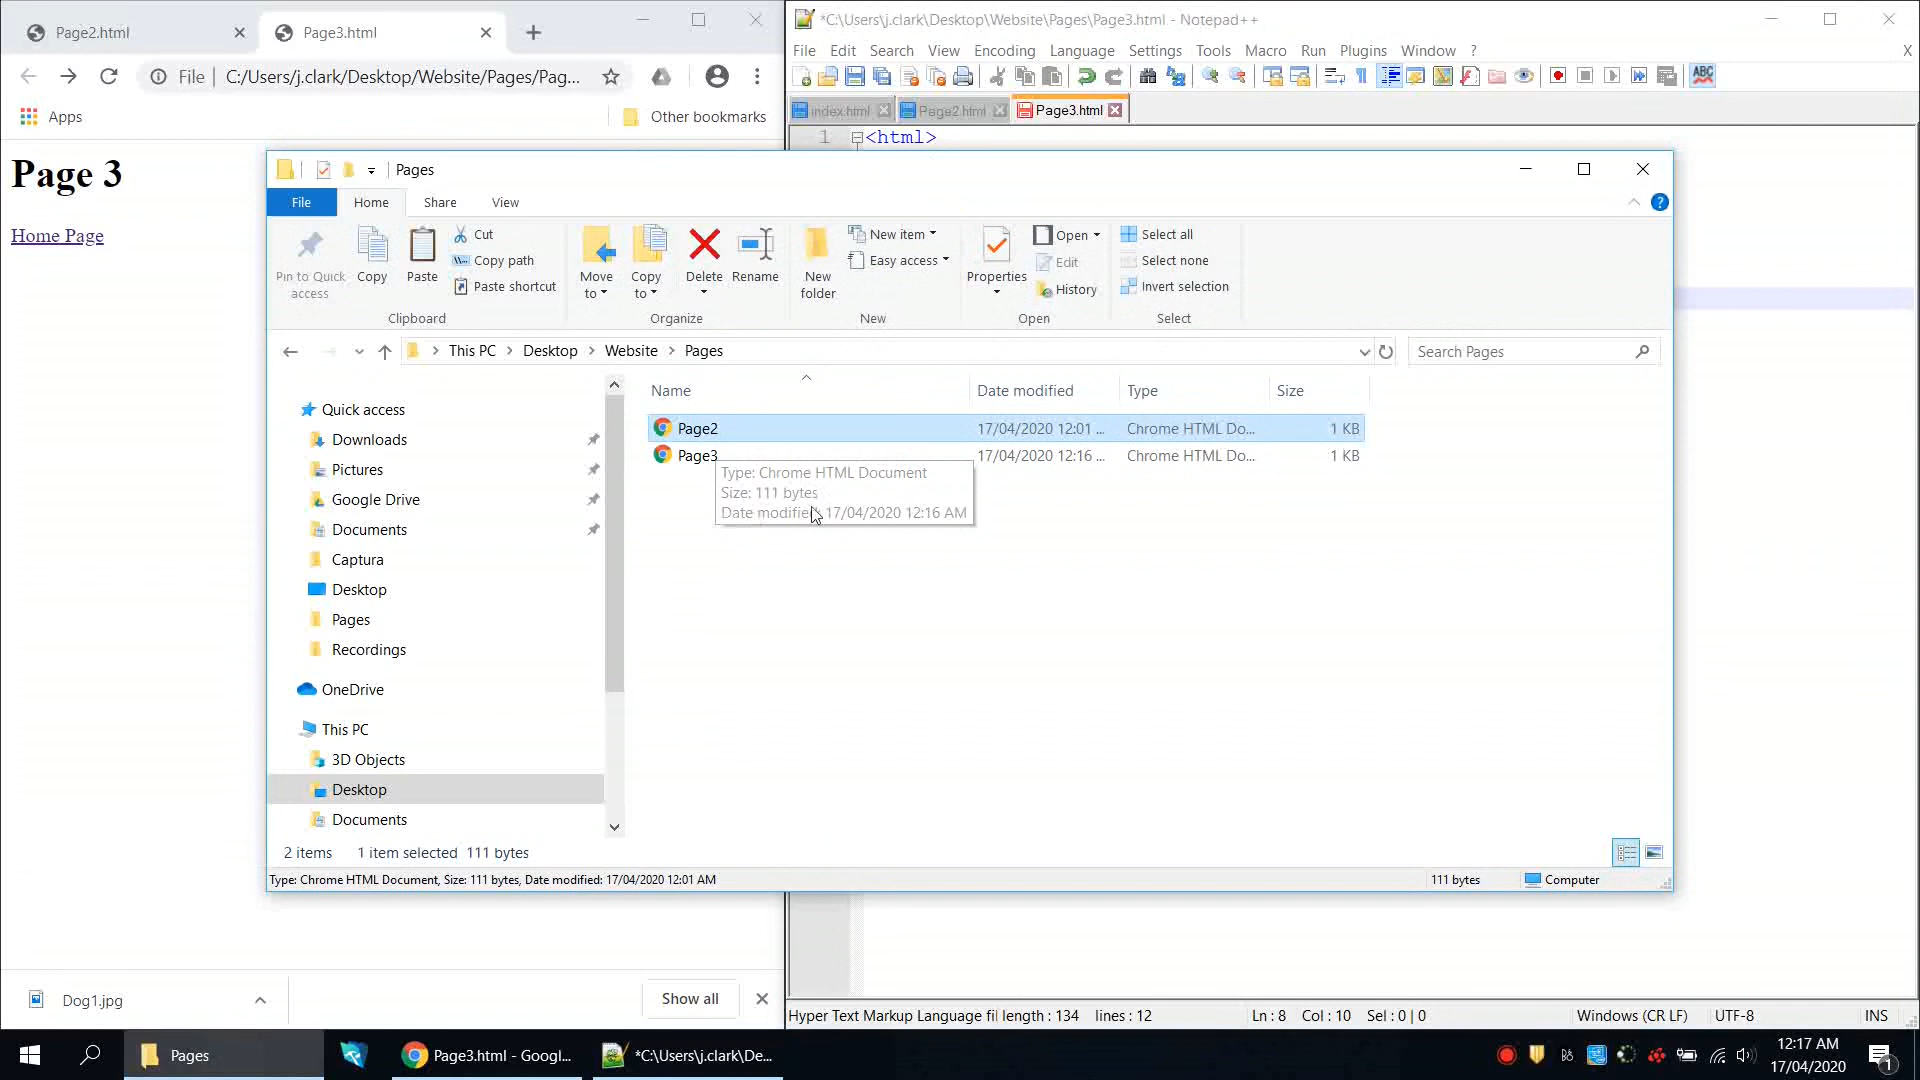 Page2.html
Page3.html
File
C:/Users/j.clark/Desktop/Website/Pages/Pag...
Apps
Other bookmarks
Page 3
Home Page
*C:\Users\j.clark\Desktop\Website\Pages\Page3.html - Notepad++
File Edit Search View Encoding Language Settings Tools Macro Run Plugins Window ? X
ABC
index.html
Page2.html
Page3.html
1 <html>
Pages
File
Home
Share
View
Pin to Quick access
Copy
Paste
Cut
Copy path
Paste shortcut
Clipboard
Move to
Copy to
Delete
Rename
Organize
New folder
New item
Easy access
New
Properties
Open
Edit
History
Open
Select all
Select none
Invert selection
Select
This PC > Desktop > Website > Pages
Search Pages
Quick access
Downloads
Pictures
Google Drive
Documents
Captura
Desktop
Pages
Recordings
OneDrive
This PC
3D Objects
Desktop
Documents
Name Date modified Type Size
Page2 17/04/2020 12:01 ... Chrome HTML Do... 1 KB
Page3 17/04/2020 12:16 ... Chrome HTML Do... 1 KB
Type: Chrome HTML Document
Size: 111 bytes
Date modified: 17/04/2020 12:16 AM
2 items 1 item selected 111 bytes
Type: Chrome HTML Document, Size: 111 bytes, Date modified: 17/04/2020 12:01 AM
111 bytes
Computer
Dog1.jpg
Show all
Hyper Text Markup Language fil length : 134 lines : 12 Ln : 8 Col : 10 Sel : 0 | 0 Windows (CR LF) UTF-8 INS
Pages
Page3.html - Googl...
*C:\Users\j.clark\De...
12:17 AM
17/04/2020
1